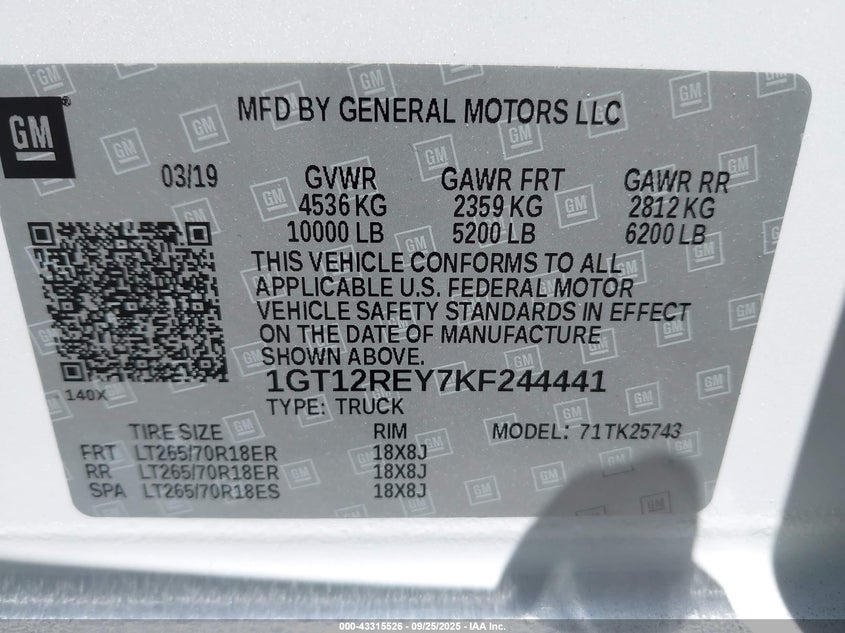 MFD BY GENERAL MOTORS LLC
GM
03/19 GVWR GAWR FRT GAWR RR
4536 KG 2359 KG 2812 KG
10000 LB 5200 LB 6200 LB
THIS VEHICLE CONFORMS TO ALL
APPLICABLE U.S. FEDERAL MOTOR
VEHICLE SAFETY STANDARDS IN EFFECT
ON THE DATE OF MANUFACTURE
SHOWN ABOVE.
1GT12REY7KF244441
140X
TYPE: TRUCK
TIRE SIZE RIM MODEL: 71TK25743
FRT LT265/70R18ER 18X8J
RR LT265/70R18ER 18X8J
SPA LT265/70R18ES 18X8J
000-43315526 - 09/25/2025 - IAA Inc.